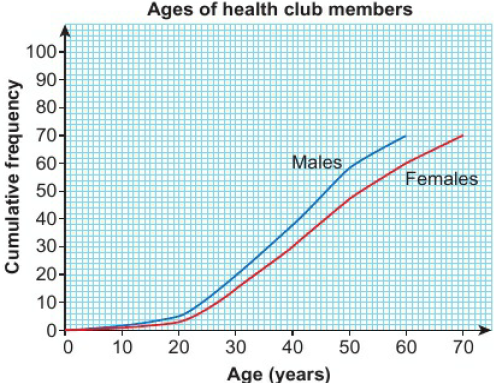 Ages of health club members
Cumulative frequency
100
90
80
70
60
50
40
30
20
10
0
Males
Females
0 10 20 30 40 50 60 70
Age (years)